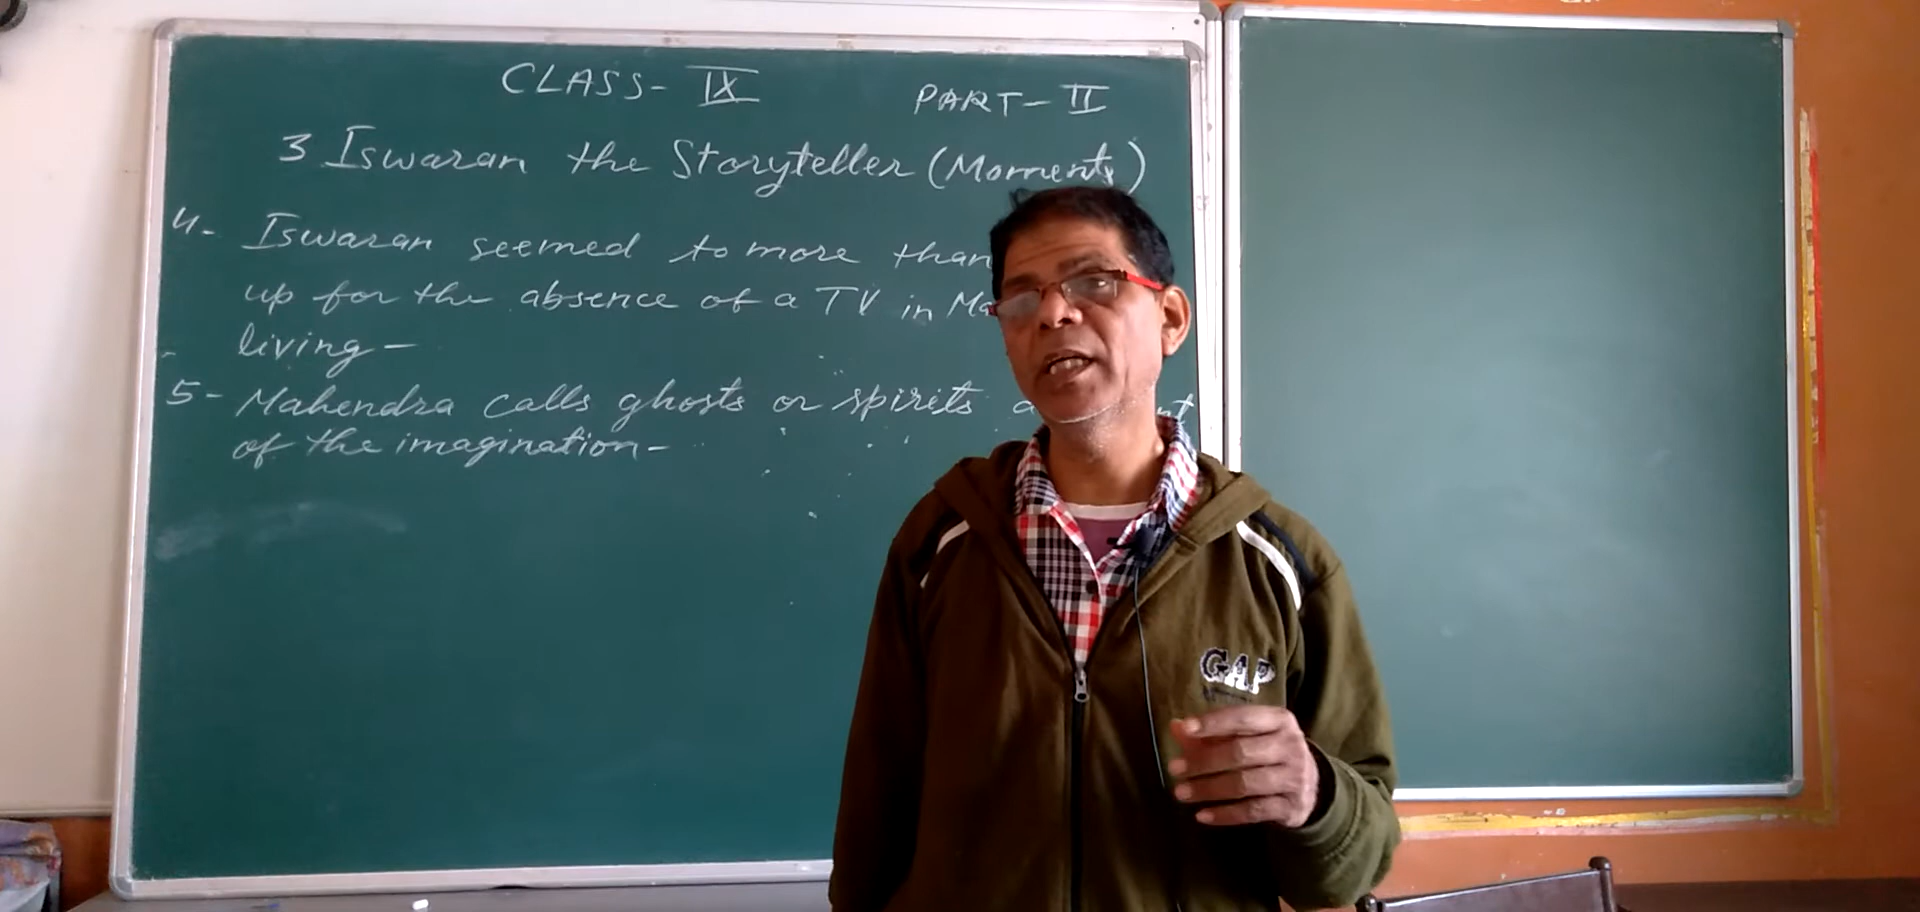 CLASS- IX PART- II
3 Iswaran the Storyteller (Moments)
4- Iswaran seemed to more than
up for the absence of a TV in
living-
5- Mahendra calls ghosts or spirits a
of the imagination-
GAP